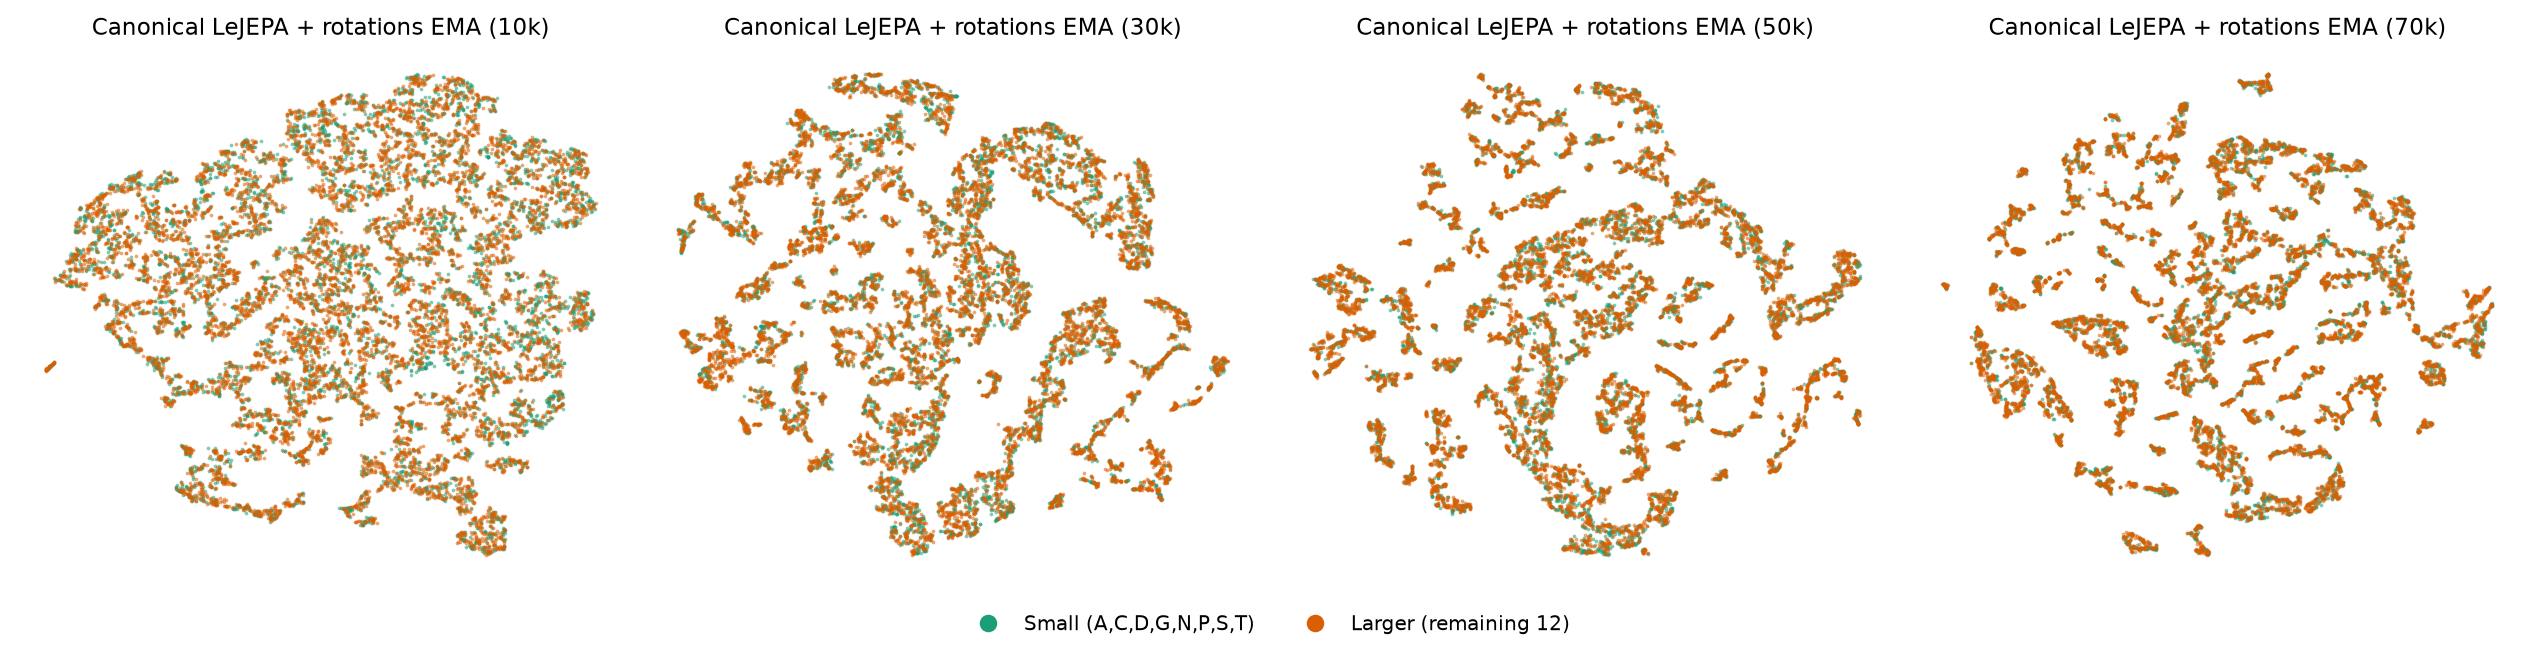 Canonical LeJEPA + rotations EMA (10k)
Canonical LeJEPA + rotations EMA (30k)
Canonical LeJEPA + rotations EMA (50k)
Canonical LeJEPA + rotations EMA (70k)
Small (A,C,D,G,N,P,S,T)
Larger (remaining 12)